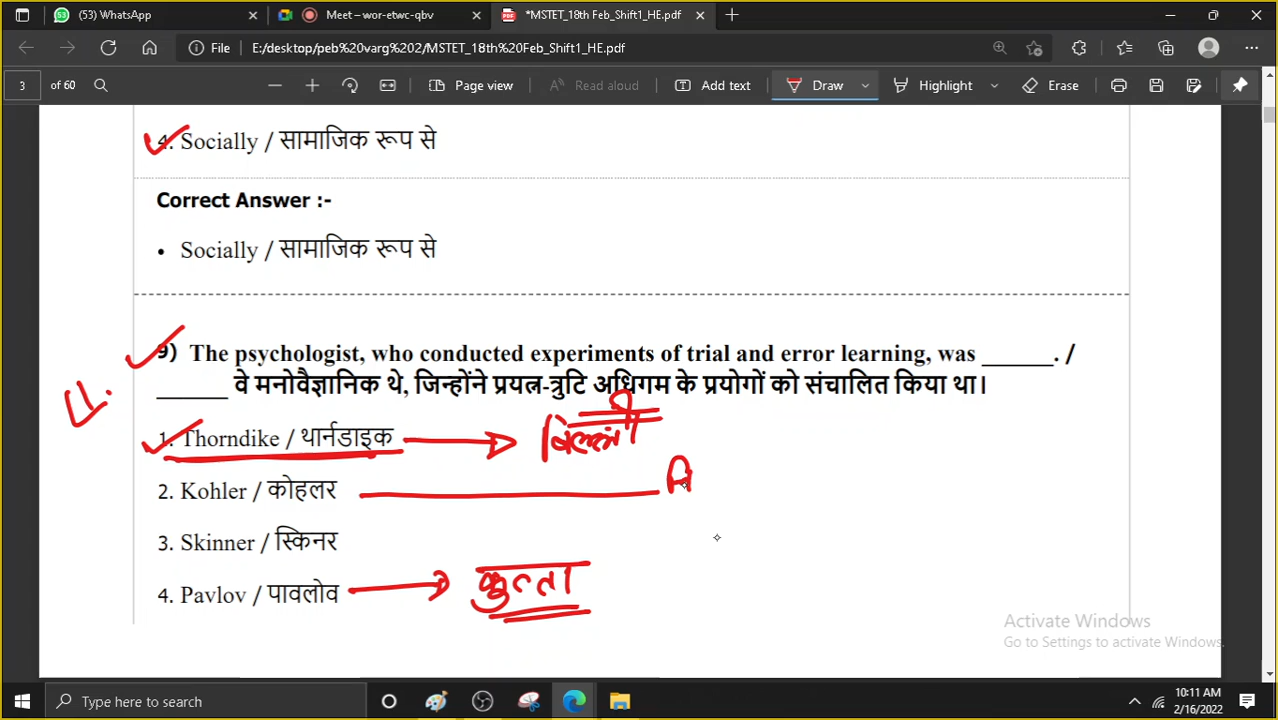 (53) WhatsApp
Meet – wor-etwc-qbv
*MSTET_18th Feb_Shift1_HE.pdf
File
E:/desktop/peb%20varg%202/MSTET_18th%20Feb_Shift1_HE.pdf
3 of 60
Page view
Read aloud
Add text
Draw
Highlight
Erase
4. Socially / सामाजिक रूप से
Correct Answer :-
• Socially / सामाजिक रूप से
9) The psychologist, who conducted experiments of trial and error learning, was ______. /
______ वे मनोवैज्ञानिक थे, जिन्होंने प्रयत्न-त्रुटि अधिगम के प्रयोगों को संचालित किया था।
1. Thorndike / थार्नडाइक
बिल्ली
2. Kohler / कोहलर
3. Skinner / स्किनर
4. Pavlov / पावलोव
कुत्ता
Activate Windows
Go to Settings to activate Windows.
Type here to search
10:11 AM
2/16/2022